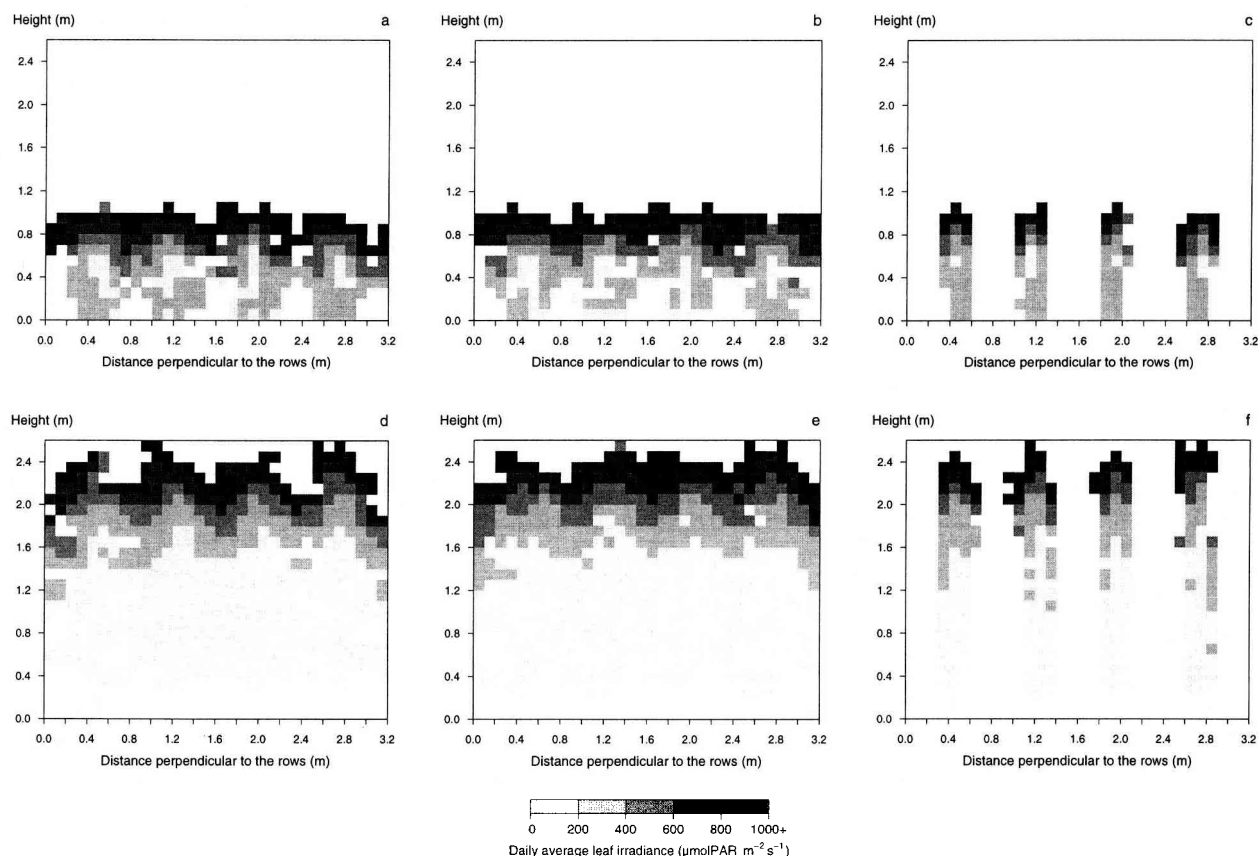 Height (m) a
2.4
2.0
1.6
1.2
0.8
0.4
0.0
0.0 0.4 0.8 1.2 1.6 2.0 2.4 2.8 3.2
Distance perpendicular to the rows (m)
Height (m) b
2.4
2.0
1.6
1.2
0.8
0.4
0.0
0.0 0.4 0.8 1.2 1.6 2.0 2.4 2.8 3.2
Distance perpendicular to the rows (m)
Height (m) c
2.4
2.0
1.6
1.2
0.8
0.4
0.0
0.0 0.4 0.8 1.2 1.6 2.0 2.4 2.8 3.2
Distance perpendicular to the rows (m)
Height (m) d
2.4
2.0
1.6
1.2
0.8
0.4
0.0
0.0 0.4 0.8 1.2 1.6 2.0 2.4 2.8 3.2
Distance perpendicular to the rows (m)
Height (m) e
2.4
2.0
1.6
1.2
0.8
0.4
0.0
0.0 0.4 0.8 1.2 1.6 2.0 2.4 2.8 3.2
Distance perpendicular to the rows (m)
Height (m) f
2.4
2.0
1.6
1.2
0.8
0.4
0.0
0.0 0.4 0.8 1.2 1.6 2.0 2.4 2.8 3.2
Distance perpendicular to the rows (m)
0 200 400 600 800 1000+
Daily average leaf irradiance (μmolPAR m⁻² s⁻¹)